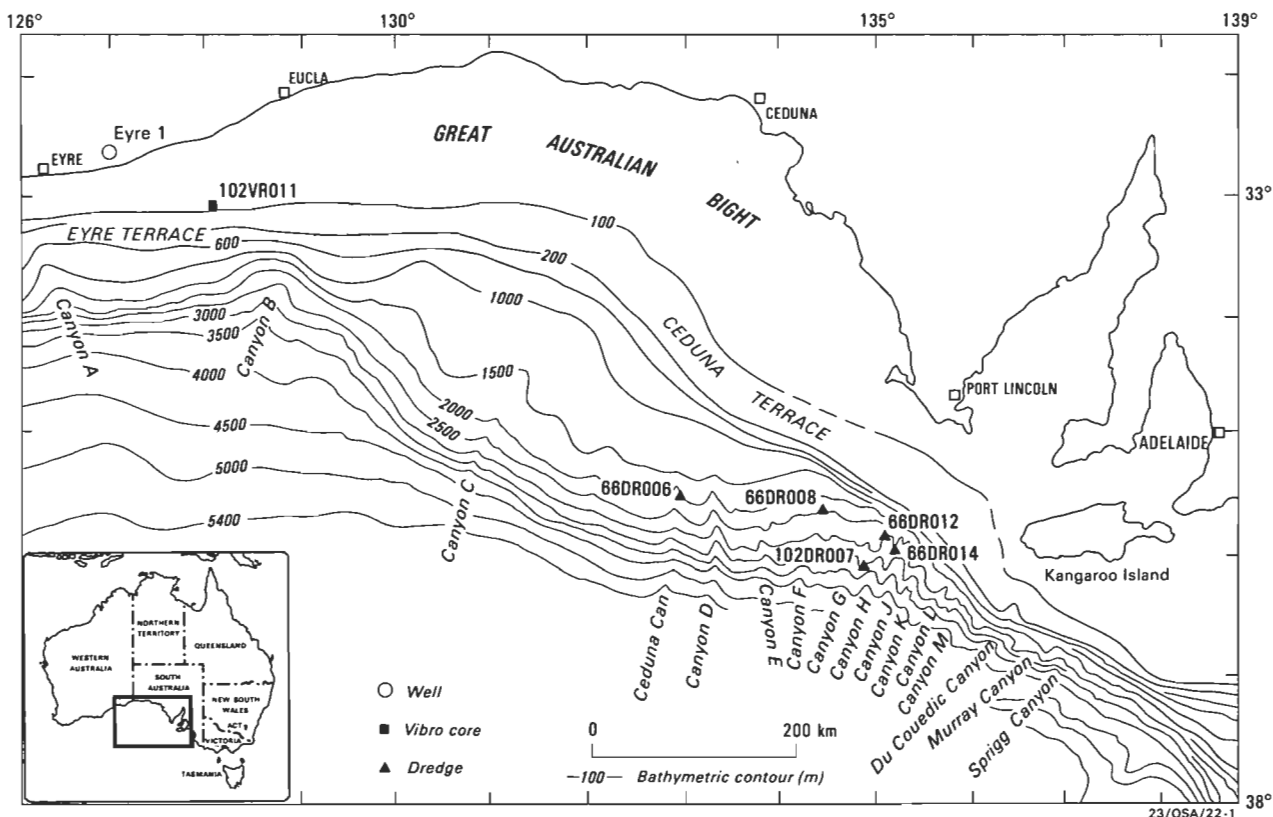 126°
130°
135°
139°
EUCLA
CEDUNA
Eyre 1
GREAT
AUSTRALIAN
BIGHT
EYRE
102VR011
33°
100
EYRE TERRACE
600
200
1000
CEDUNA
TERRACE
Canyon A
3000
3500
Canyon B
4000
1500
2000
2500
PORT LINCOLN
4500
ADELAIDE
5000
66DR006
66DR008
66DR012
5400
Canyon C
102DR007
66DR014
Kangaroo Island
Ceduna Can
Canyon D
Canyon E
Canyon F
Canyon G
Canyon H
Canyon J
Canyon K
Canyon L
Canyon M
Du Couedic Canyon
Murray Canyon
Sprigg Canyon
WESTERN
AUSTRALIA
NORTHERN
TERRITORY
QUEENSLAND
SOUTH
AUSTRALIA
NEW SOUTH
WALES
ACT
VICTORIA
TASMANIA
Well
Vibro core
Dredge
0 200 km
—100— Bathymetric contour (m)
38°
23/OSA/22-1